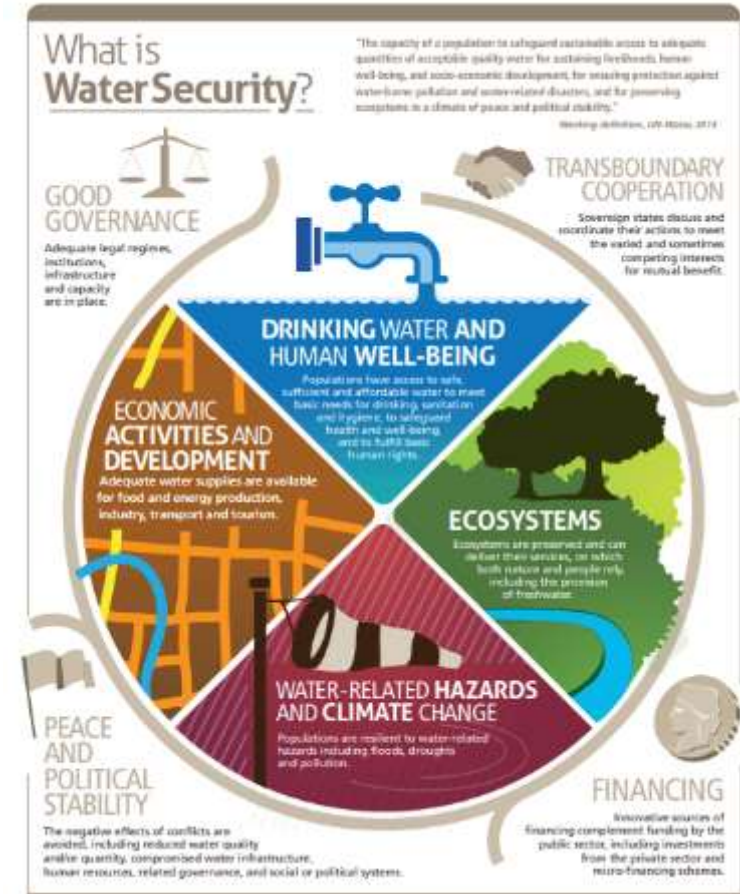 What is
Water Security?
"The capacity of a population to safeguard sustainable access to adequate
quantities of acceptable quality water for sustaining livelihoods, human
well-being, and socio-economic development, for ensuring protection against
water-borne pollution and water-related disasters, and for preserving
ecosystems in a climate of peace and political stability."
Working definition, UN-Water, 2013
GOOD
GOVERNANCE
Adequate legal regimes,
institutions,
infrastructure
and capacity
are in place.
TRANSBOUNDARY
COOPERATION
Sovereign states discuss and
coordinate their actions to meet
the varied and sometimes
competing interests
for mutual benefit.
DRINKING WATER AND
HUMAN WELL-BEING
Populations have access to safe,
sufficient and affordable water to meet
basic needs for drinking, sanitation
and hygiene, to safeguard
health and well-being,
and to fulfill basic
human rights.
ECONOMIC
ACTIVITIES AND
DEVELOPMENT
Adequate water supplies are available
for food and energy production,
industry, transport and tourism.
ECOSYSTEMS
Ecosystems are preserved and can
deliver their services, on which
both nature and people rely,
including the provision
of freshwater.
WATER-RELATED HAZARDS
AND CLIMATE CHANGE
Populations are resilient to water-related
hazards including floods, droughts
and pollution.
PEACE
AND
POLITICAL
STABILITY
The negative effects of conflicts are
avoided, including reduced water quality
and/or quantity, compromised water infrastructure,
human resources, related governance, and social or political systems.
FINANCING
Innovative sources of
financing complement funding by the
public sector, including investments
from the private sector and
micro-financing schemes.